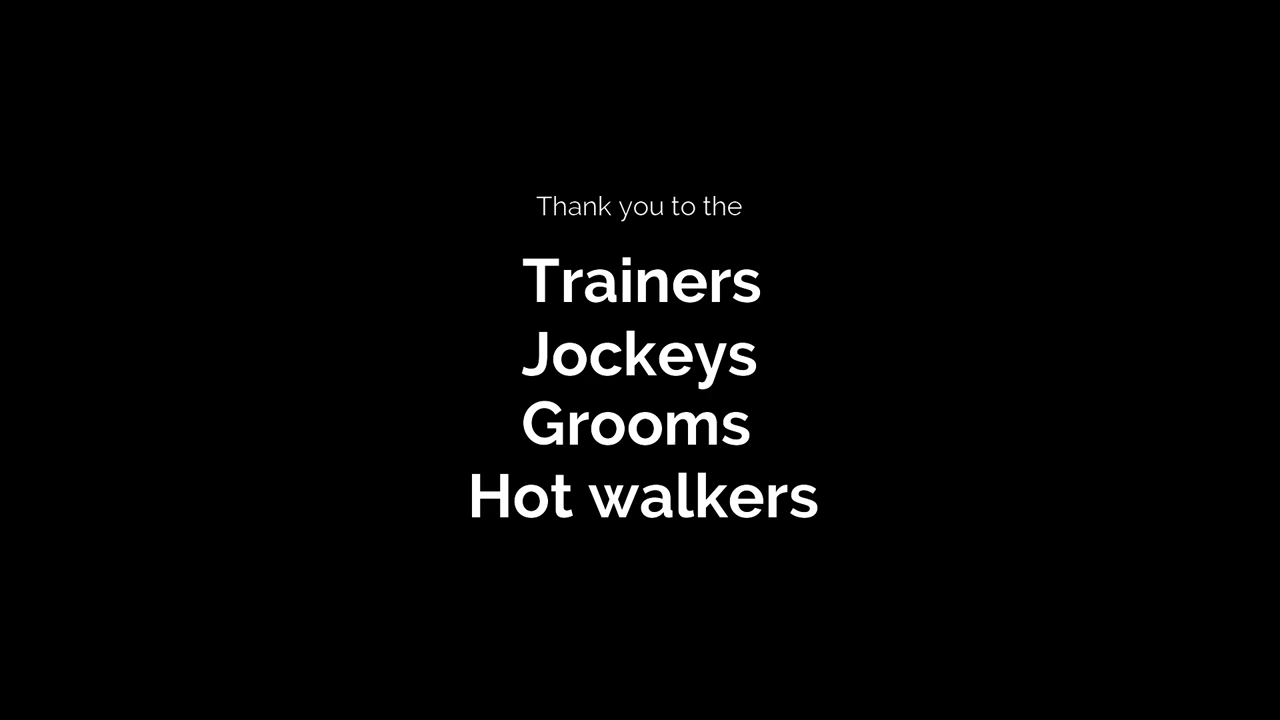 Thank you to the
Trainers
Jockeys
Grooms
Hot walkers